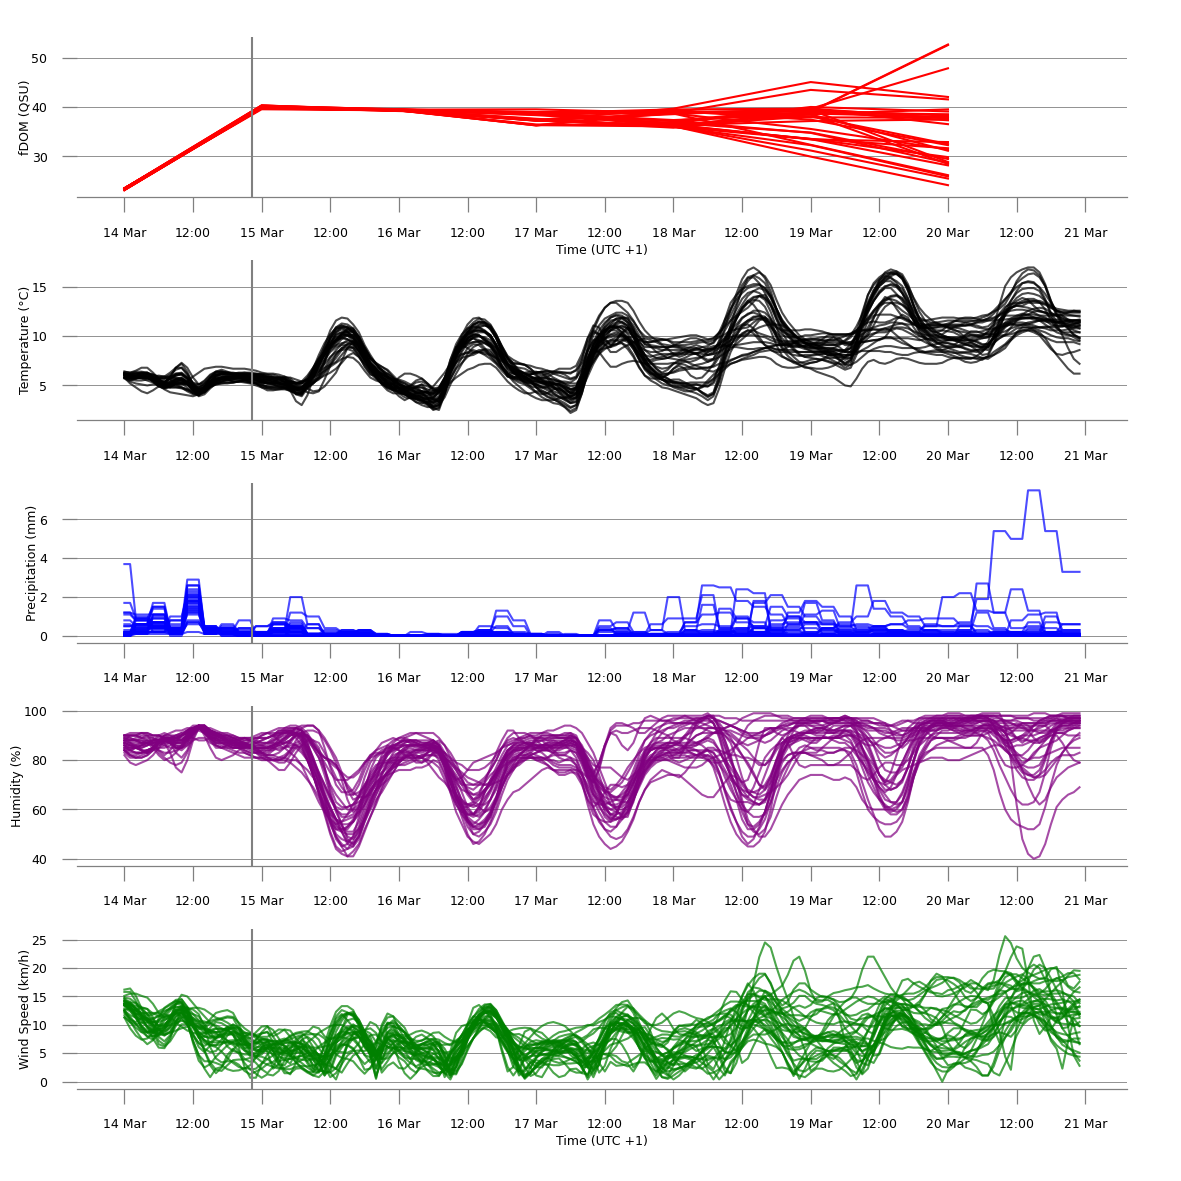 fDOM (QSU)
50
40
30
14 Mar 12:00 15 Mar 12:00 16 Mar 12:00 17 Mar 12:00 18 Mar 12:00 19 Mar 12:00 20 Mar 12:00 21 Mar
Time (UTC +1)
Temperature (°C)
15
10
5
14 Mar 12:00 15 Mar 12:00 16 Mar 12:00 17 Mar 12:00 18 Mar 12:00 19 Mar 12:00 20 Mar 12:00 21 Mar
Precipitation (mm)
6
4
2
0
14 Mar 12:00 15 Mar 12:00 16 Mar 12:00 17 Mar 12:00 18 Mar 12:00 19 Mar 12:00 20 Mar 12:00 21 Mar
Humidity (%)
100
80
60
40
14 Mar 12:00 15 Mar 12:00 16 Mar 12:00 17 Mar 12:00 18 Mar 12:00 19 Mar 12:00 20 Mar 12:00 21 Mar
Wind Speed (km/h)
25
20
15
10
5
0
14 Mar 12:00 15 Mar 12:00 16 Mar 12:00 17 Mar 12:00 18 Mar 12:00 19 Mar 12:00 20 Mar 12:00 21 Mar
Time (UTC +1)